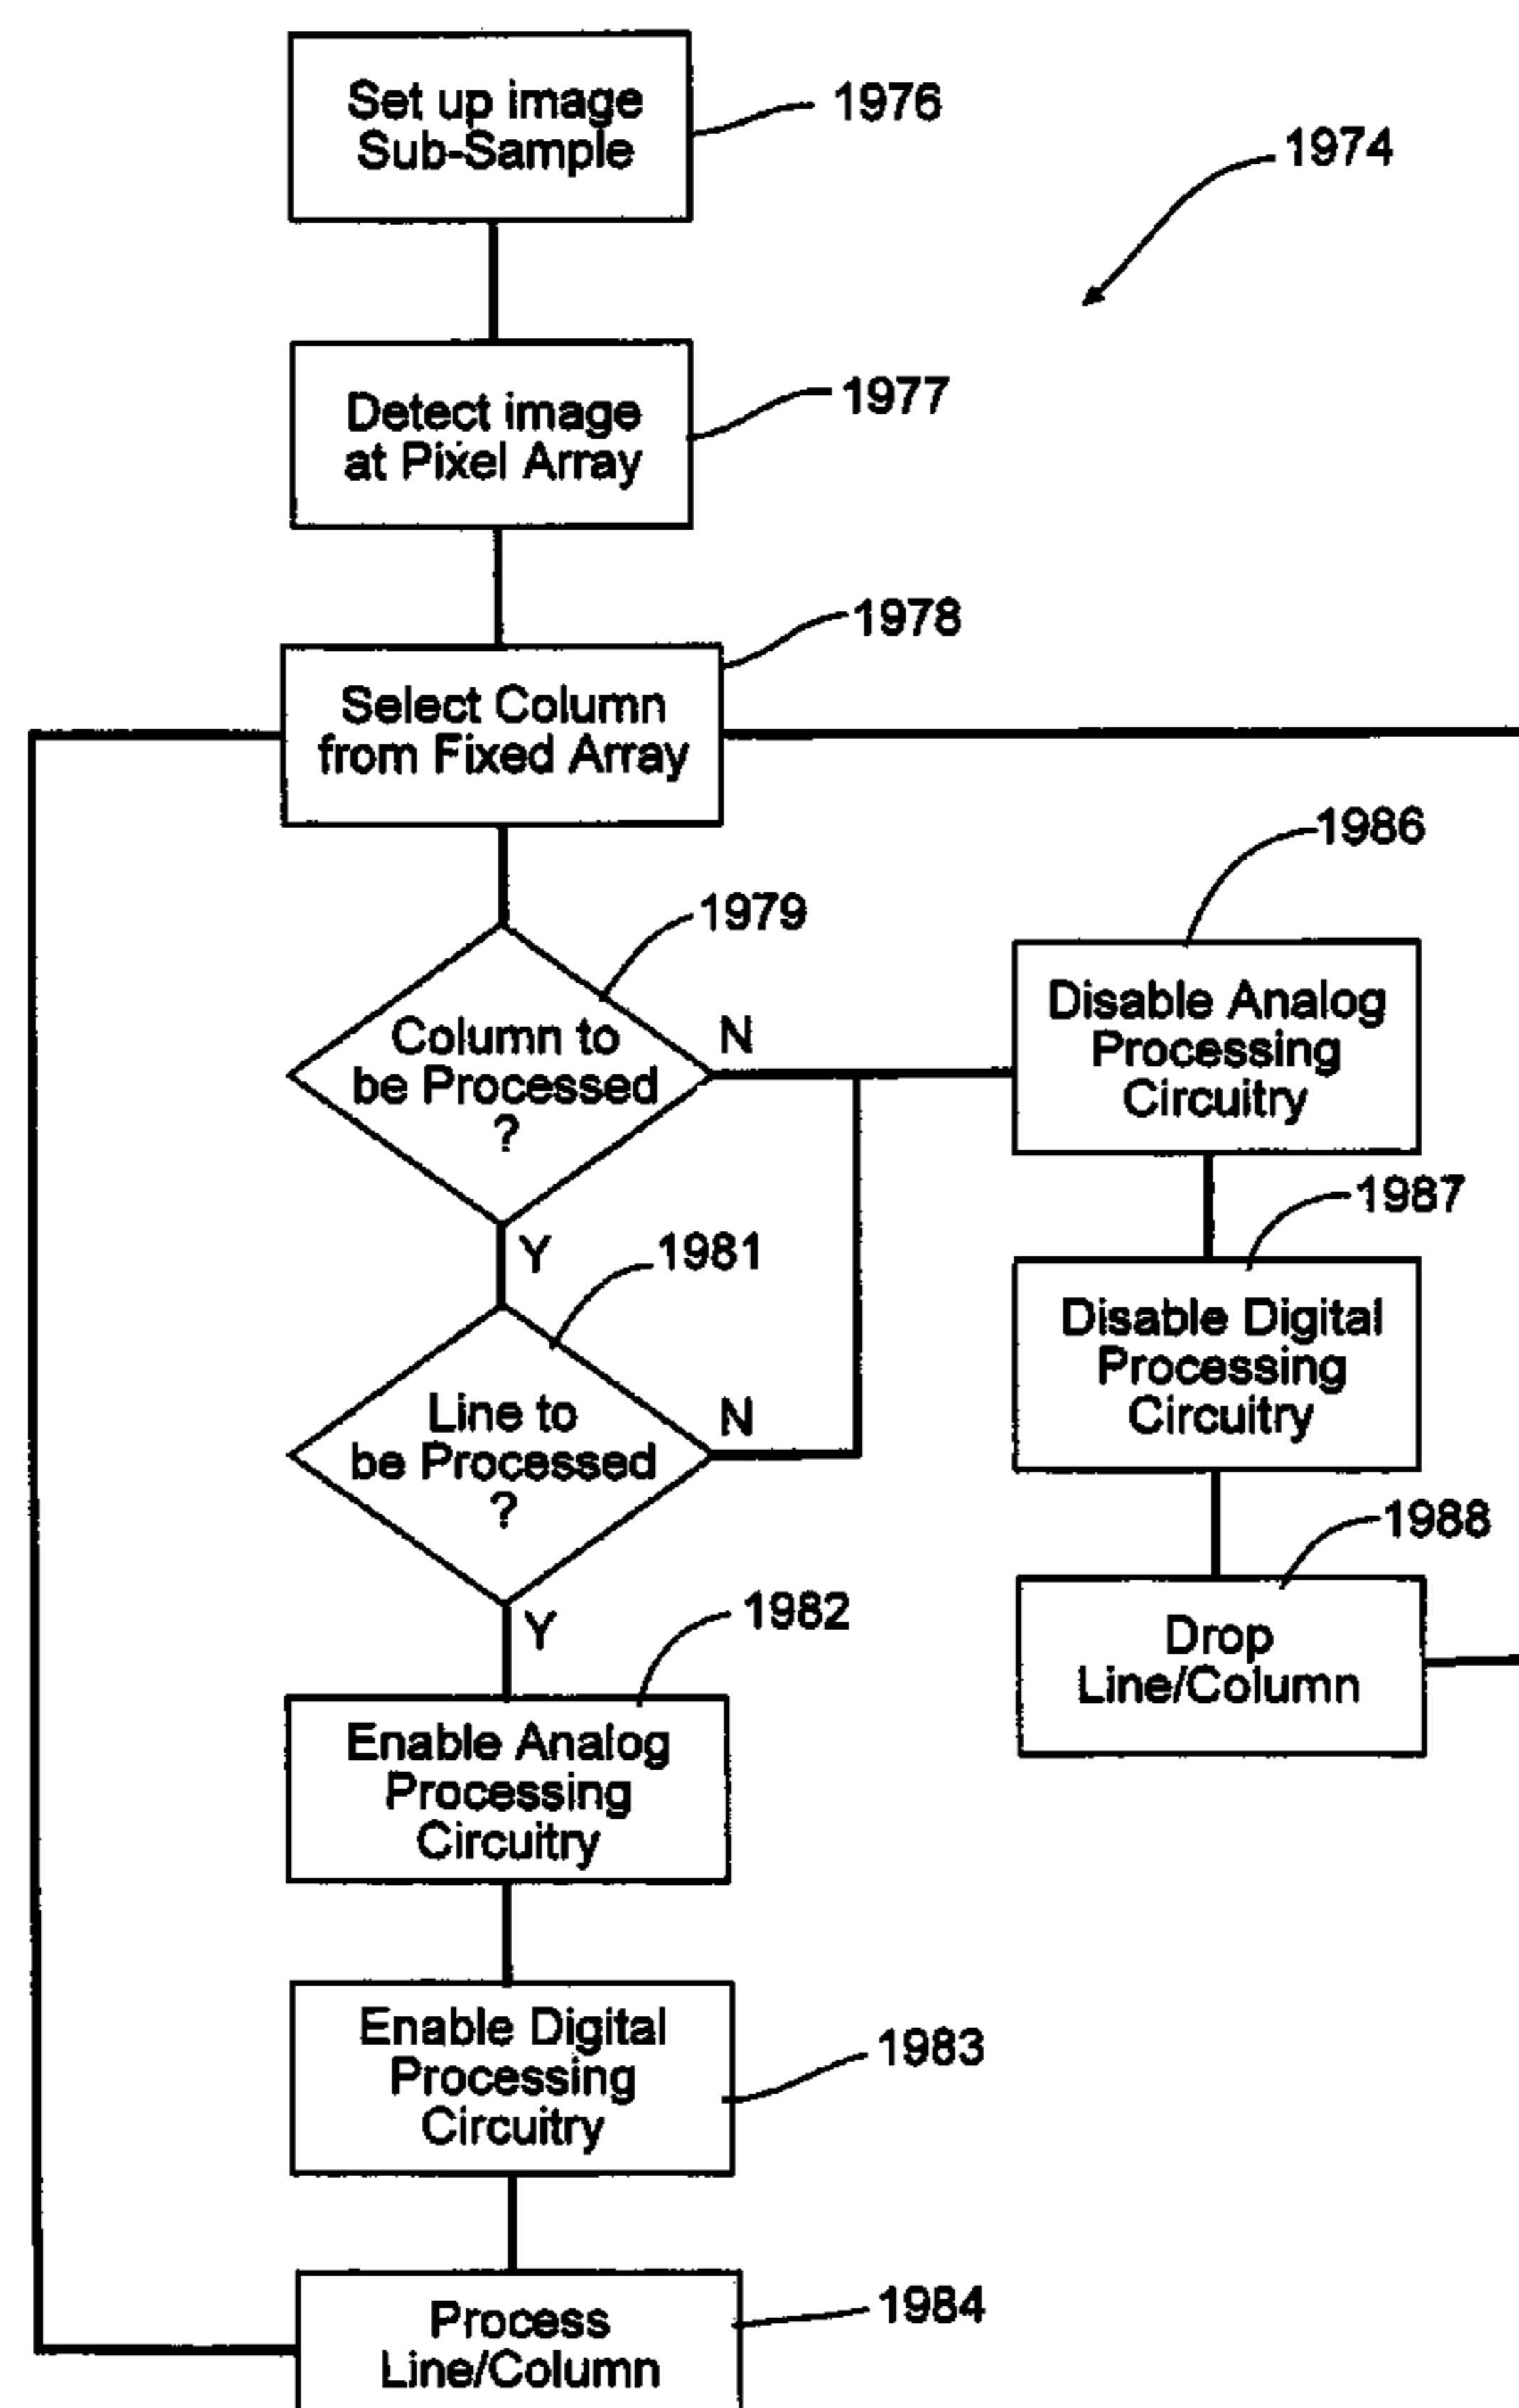 Set up image
Sub-Sample
1976
1974
Detect image
at Pixel Array
1977
Select Column
from Fixed Array
1978
Column to
be Processed
?
1979
N
Y
Line to
be Processed
?
1981
N
Y
Enable Analog
Processing
Circuitry
1982
Enable Digital
Processing
Circuitry
1983
Process
Line/Column
1984
Disable Analog
Processing
Circuitry
1986
Disable Digital
Processing
Circuitry
1987
Drop
Line/Column
1988